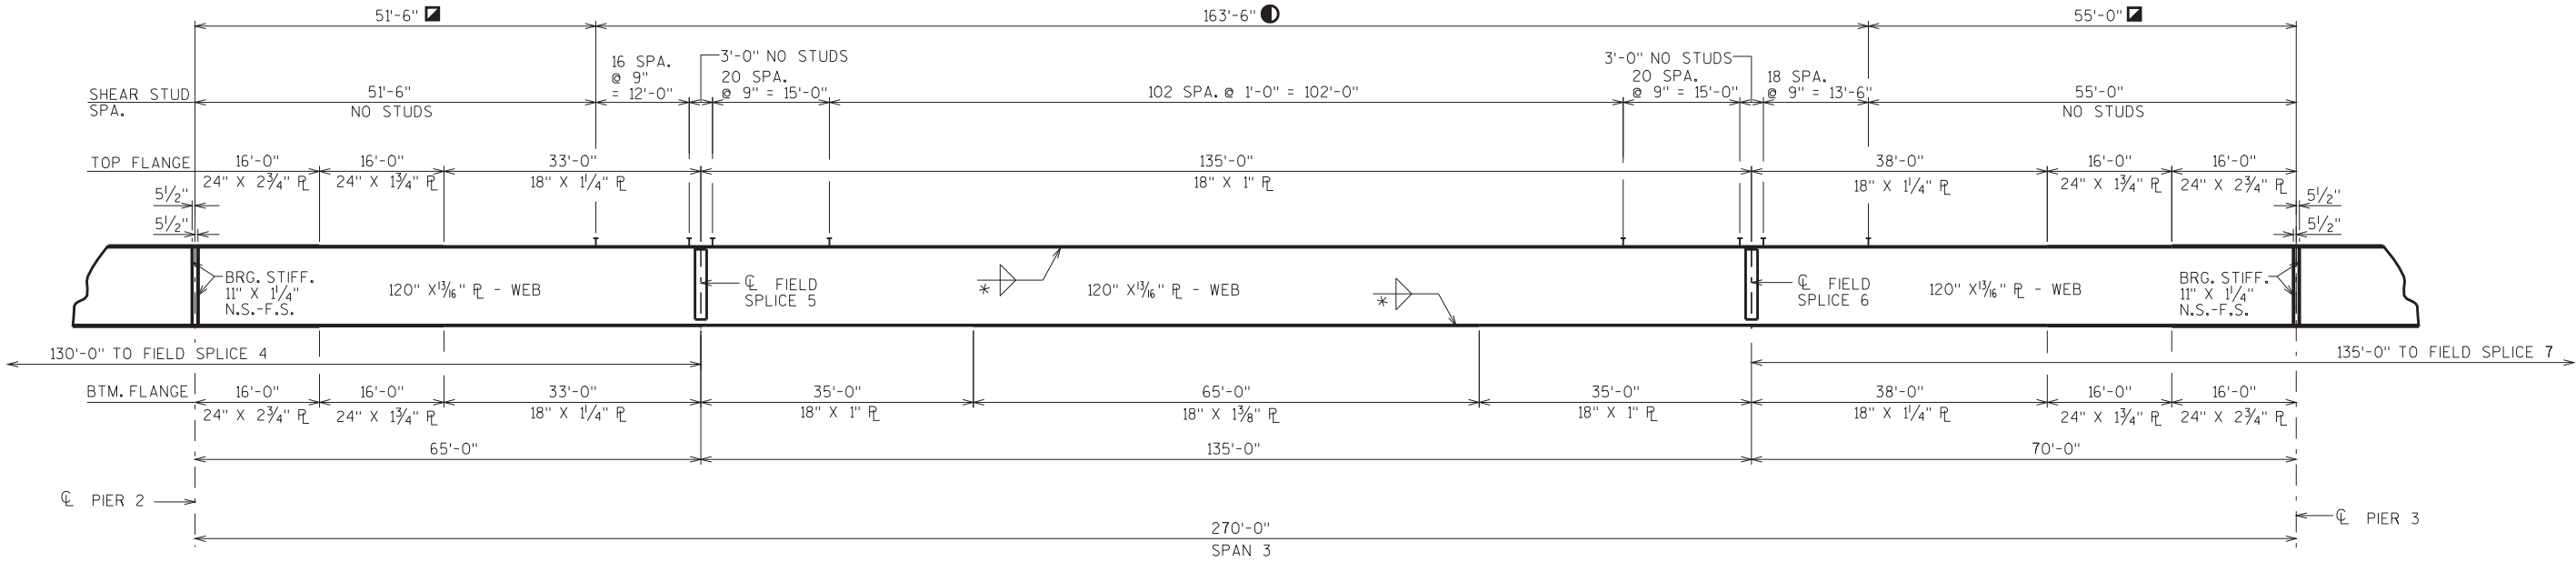 51'-6"
163'-6"
55'-0"
16 SPA.
@ 9"
= 12'-0"
3'-0" NO STUDS
20 SPA.
@ 9" = 15'-0"
3'-0" NO STUDS
20 SPA.
@ 9" = 15'-0"
18 SPA.
@ 9" = 13'-6"
SHEAR STUD
SPA.
51'-6"
NO STUDS
102 SPA. @ 1'-0" = 102'-0"
55'-0"
NO STUDS
TOP FLANGE
16'-0"
24" X 2¾" ℄
16'-0"
24" X 1¾" PL
33'-0"
18" X 1¼" PL
135'-0"
18" X 1" PL
38'-0"
18" X 1¼" PL
16'-0"
24" X 1¾" PL
16'-0"
24" X 2¾" PL
5½"
5½"
5½"
5½"
BRG. STIFF.
11" X 1¼"
N.S.-F.S.
120" X 13/16" PL - WEB
℄ FIELD
SPLICE 5
*
120" X 13/16" PL - WEB
*
℄ FIELD
SPLICE 6
120" X 13/16" PL - WEB
BRG. STIFF.
11" X 1¼"
N.S.-F.S.
130'-0" TO FIELD SPLICE 4
135'-0" TO FIELD SPLICE 7
BTM. FLANGE
16'-0"
24" X 2¾" PL
16'-0"
24" X 1¾" PL
33'-0"
18" X 1¼" PL
35'-0"
18" X 1" PL
65'-0"
18" X 1⅜" PL
35'-0"
18" X 1" PL
38'-0"
18" X 1¼" PL
16'-0"
24" X 1¾" PL
16'-0"
24" X 2¾" PL
65'-0"
135'-0"
70'-0"
℄ PIER 2
℄ PIER 3
270'-0"
SPAN 3